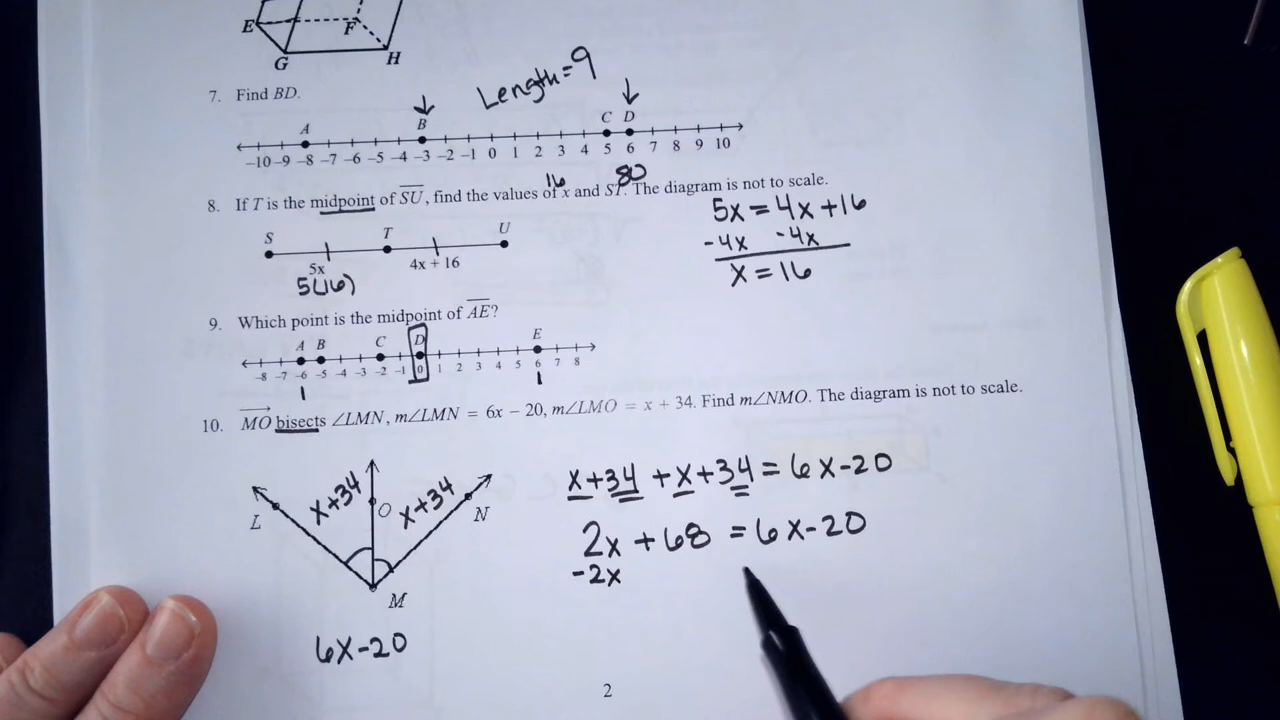 E F
G H
7. Find BD.
Length=9
A B C D
-10 -9 -8 -7 -6 -5 -4 -3 -2 -1 0 1 2 3 4 5 6 7 8 9 10
16 80
8. If T is the midpoint of SU, find the values of x and ST. The diagram is not to scale.
S T U
5x 4x + 16
5(16)
5x = 4x + 16
-4x -4x
x = 16
9. Which point is the midpoint of AE?
A B C D E
-8 -7 -6 -5 -4 -3 -2 -1 0 1 2 3 4 5 6 7 8
10. MO bisects ∠LMN, m∠LMN = 6x − 20, m∠LMO = x + 34. Find m∠NMO. The diagram is not to scale.
L x+34 O x+34 N
M
6x-20
x+34 + x+34 = 6x-20
2x + 68 = 6x-20
-2x
2